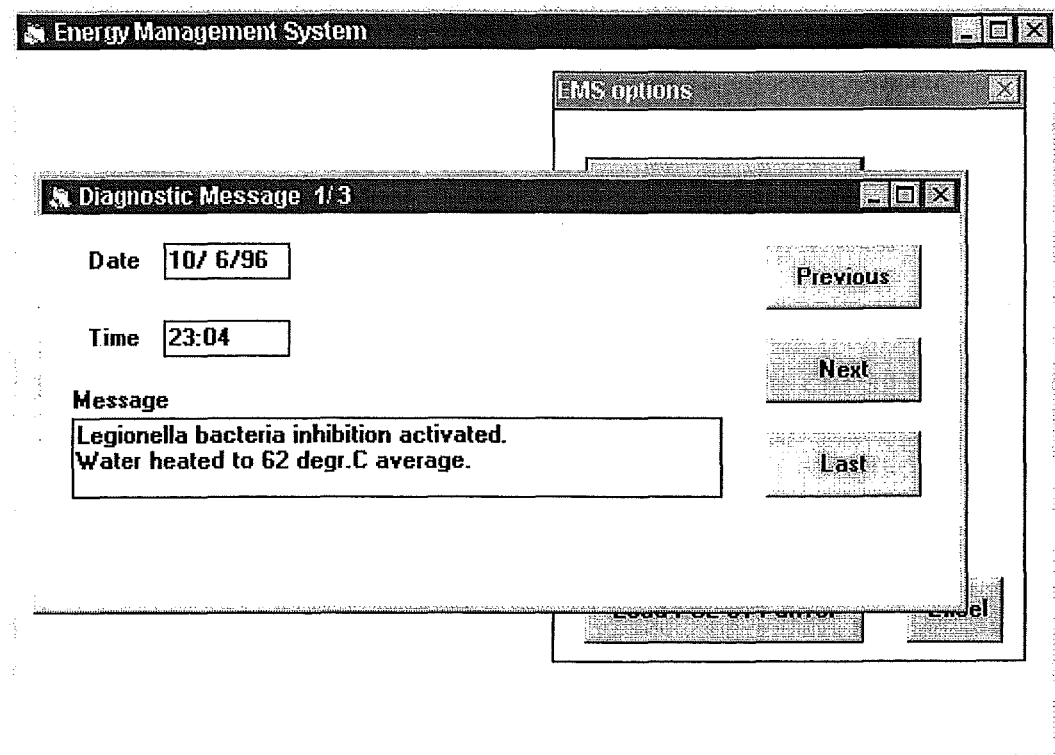 Energy Management System
EMS options
Diagnostic Message 1/3
Date 10/ 6/96
Previous
Time 23:04
Next
Message
Legionella bacteria inhibition activated.
Water heated to 62 degr.C average.
Last